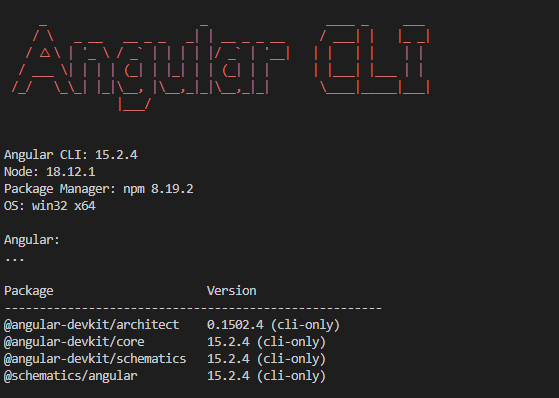 Angular CLI
Angular CLI: 15.2.4
Node: 18.12.1
Package Manager: npm 8.19.2
OS: win32 x64
Angular:
...
Package Version
------------------------------------------------------
@angular-devkit/architect 0.1502.4 (cli-only)
@angular-devkit/core 15.2.4 (cli-only)
@angular-devkit/schematics 15.2.4 (cli-only)
@schematics/angular 15.2.4 (cli-only)